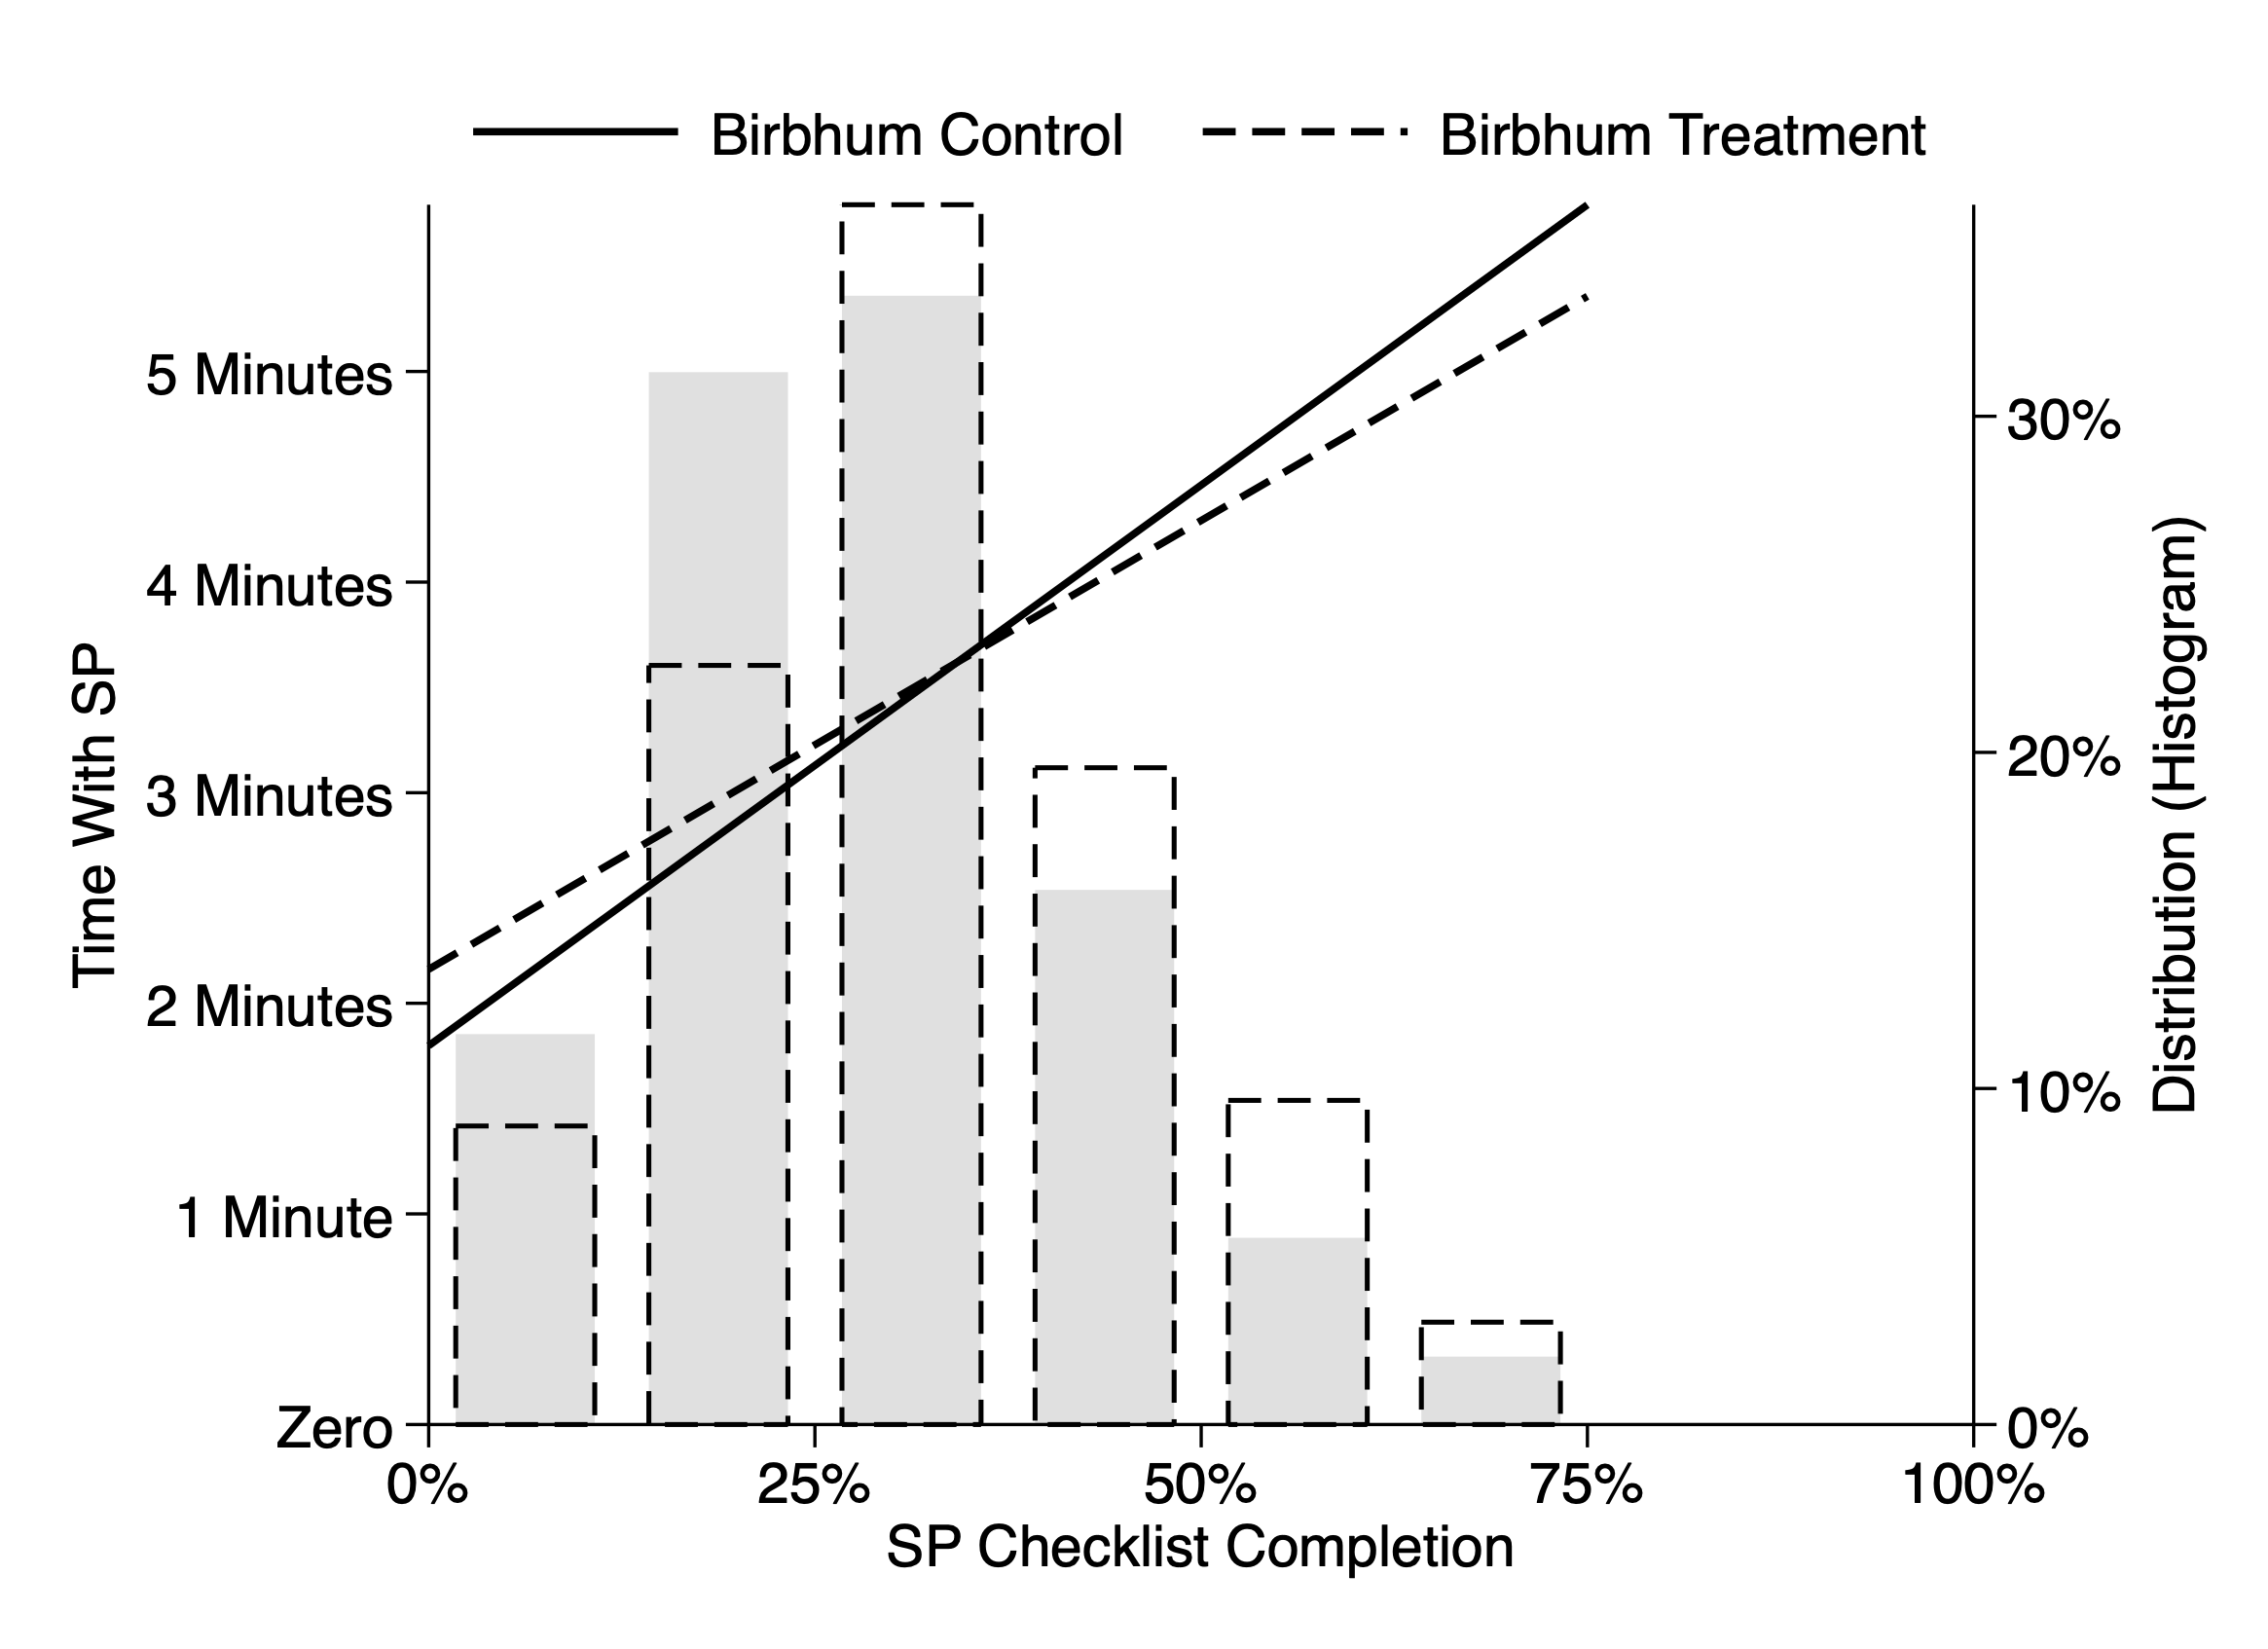 Birbhum Control
Birbhum Treatment
Time With SP
5 Minutes
4 Minutes
3 Minutes
2 Minutes
1 Minute
Zero
30%
20%
10%
0%
Distribution (Histogram)
0%
25%
50%
75%
100%
SP Checklist Completion